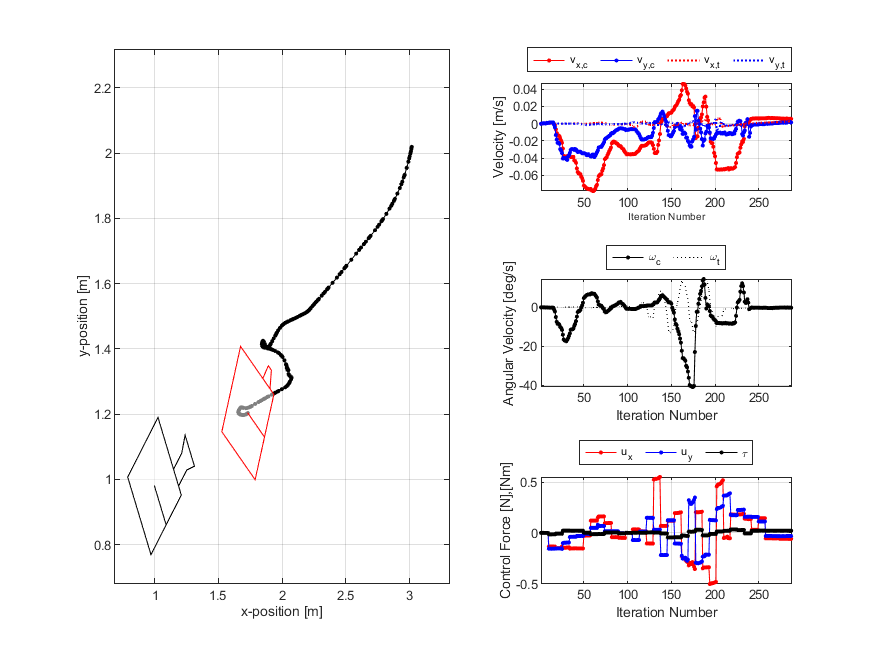 2.2
2
1.8
1.6
1.4
1.2
1
0.8
y-position [m]
1 1.5 2 2.5 3
x-position [m]
v_x,c v_y,c v_x,t v_y,t
0.04
0.02
0
-0.02
-0.04
-0.06
Velocity [m/s]
50 100 150 200 250
Iteration Number
ω_c ω_t
0
-20
-40
Angular Velocity [deg/s]
50 100 150 200 250
Iteration Number
u_x u_y τ
0.5
0
-0.5
Control Force [N],[Nm]
50 100 150 200 250
Iteration Number